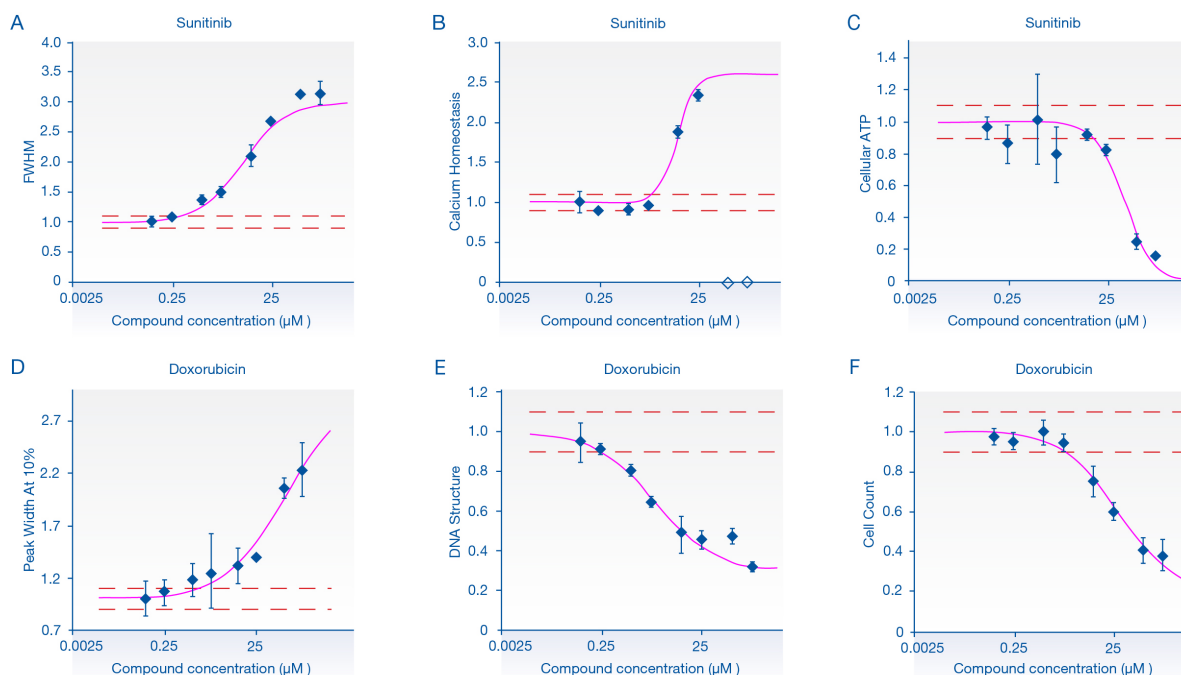 A
Sunitinib
FWHM
4.0
3.5
3.0
2.5
2.0
1.5
1.0
0.5
0
0.0025 0.25 25
Compound concentration (µM )
B
Sunitinib
Calcium Homeostasis
3.0
2.5
2.0
1.5
1.0
0.5
0
0.0025 0.25 25
Compound concentration (µM )
C
Sunitinib
Cellular ATP
1.4
1.2
1.0
0.8
0.6
0.4
0.2
0
0.0025 0.25 25
Compound concentration (µM )
D
Doxorubicin
Peak Width At 10%
2.7
2.2
1.7
1.2
0.7
0.0025 0.25 25
Compound concentration (µM )
E
Doxorubicin
DNA Structure
1.2
1.0
0.8
0.6
0.4
0.2
0
0.0025 0.25 25
Compound concentration (µM )
F
Doxorubicin
Cell Count
1.2
1.0
0.8
0.6
0.4
0.2
0
0.0025 0.25 25
Compound concentration (µM )